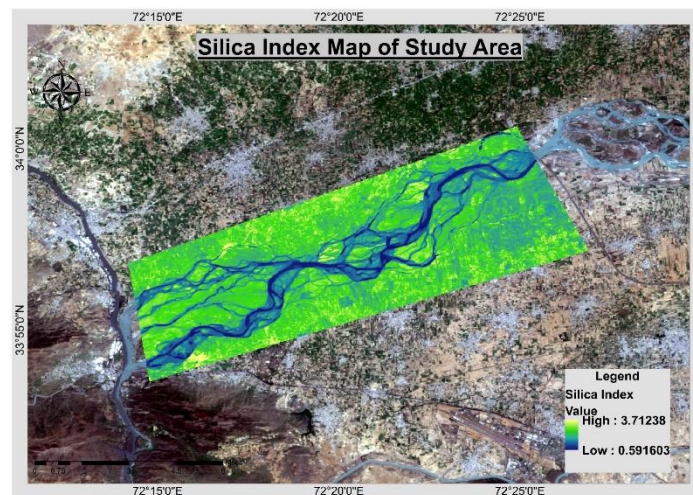 72°15'0"E 72°20'0"E 72°25'0"E
Silica Index Map of Study Area
N
W E
S
34°0'0"N
33°55'0"N
Legend
Silica Index
Value
High : 3.71238
Low : 0.591603
72°15'0"E 72°20'0"E 72°25'0"E